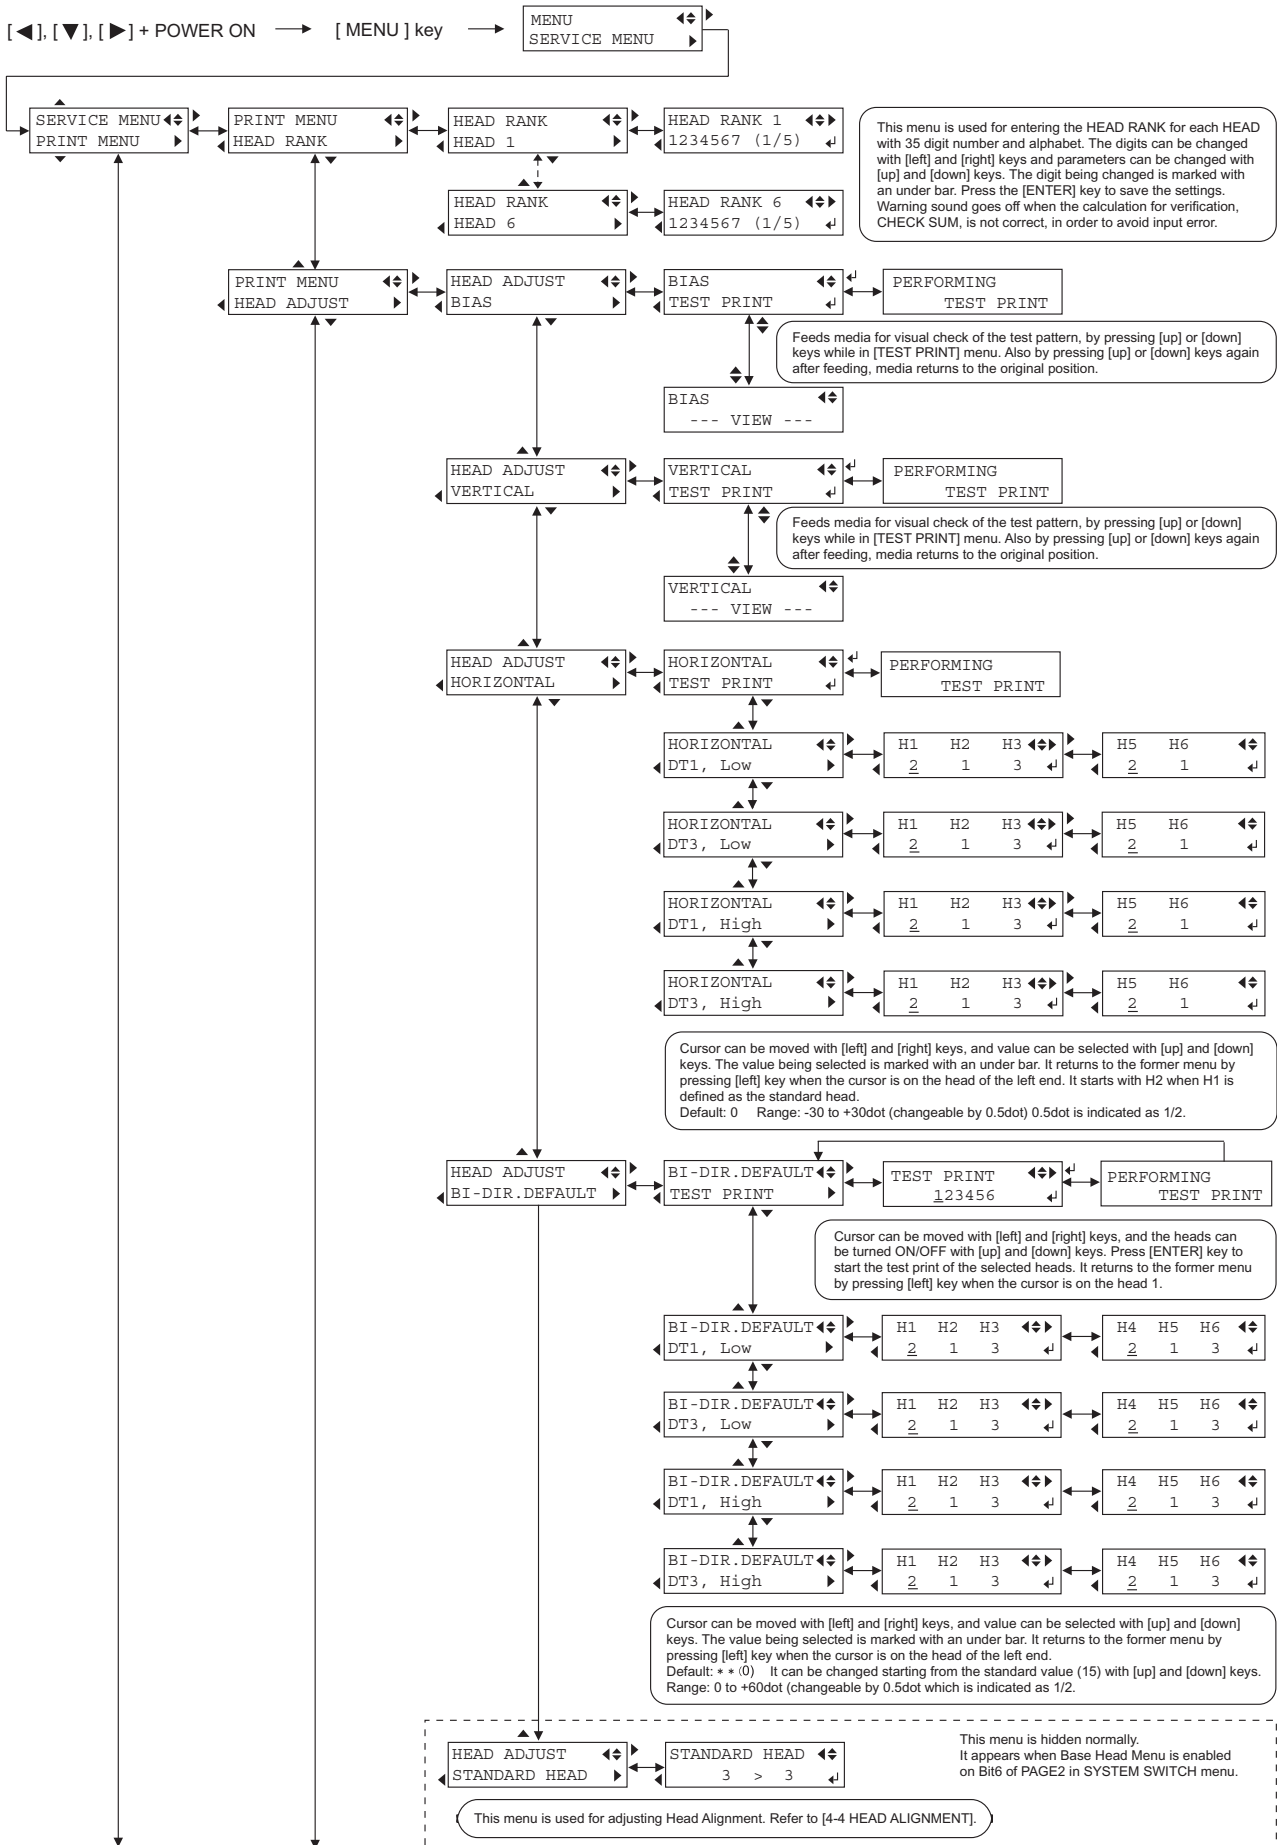 [ ◀ ], [ ▼ ], [ ▶ ] + POWER ON → [ MENU ] key →
MENU
SERVICE MENU
SERVICE MENU
PRINT MENU
PRINT MENU
HEAD RANK
HEAD RANK
HEAD 1
HEAD RANK 1
1234567 (1/5)
This menu is used for entering the HEAD RANK for each HEAD
with 35 digit number and alphabet. The digits can be changed
with [left] and [right] keys and parameters can be changed with
[up] and [down] keys. The digit being changed is marked with
an under bar. Press the [ENTER] key to save the settings.
Warning sound goes off when the calculation for verification,
CHECK SUM, is not correct, in order to avoid input error.
HEAD RANK
HEAD 6
HEAD RANK 6
1234567 (1/5)
PRINT MENU
HEAD ADJUST
HEAD ADJUST
BIAS
BIAS
TEST PRINT
PERFORMING
TEST PRINT
Feeds media for visual check of the test pattern, by pressing [up] or [down]
keys while in [TEST PRINT] menu. Also by pressing [up] or [down] keys again
after feeding, media returns to the original position.
BIAS
--- VIEW ---
HEAD ADJUST
VERTICAL
VERTICAL
TEST PRINT
PERFORMING
TEST PRINT
Feeds media for visual check of the test pattern, by pressing [up] or [down]
keys while in [TEST PRINT] menu. Also by pressing [up] or [down] keys again
after feeding, media returns to the original position.
VERTICAL
--- VIEW ---
HEAD ADJUST
HORIZONTAL
HORIZONTAL
TEST PRINT
PERFORMING
TEST PRINT
HORIZONTAL
DT1, Low
H1 H2 H3
2 1 3
H5 H6
2 1
HORIZONTAL
DT3, Low
H1 H2 H3
2 1 3
H5 H6
2 1
HORIZONTAL
DT1, High
H1 H2 H3
2 1 3
H5 H6
2 1
HORIZONTAL
DT3, High
H1 H2 H3
2 1 3
H5 H6
2 1
Cursor can be moved with [left] and [right] keys, and value can be selected with [up] and [down]
keys. The value being selected is marked with an under bar. It returns to the former menu by
pressing [left] key when the cursor is on the head of the left end. It starts with H2 when H1 is
defined as the standard head.
Default: 0 Range: -30 to +30dot (changeable by 0.5dot) 0.5dot is indicated as 1/2.
HEAD ADJUST
BI-DIR.DEFAULT
BI-DIR.DEFAULT
TEST PRINT
TEST PRINT
123456
PERFORMING
TEST PRINT
Cursor can be moved with [left] and [right] keys, and the heads can
be turned ON/OFF with [up] and [down] keys. Press [ENTER] key to
start the test print of the selected heads. It returns to the former menu
by pressing [left] key when the cursor is on the head 1.
BI-DIR.DEFAULT
DT1, Low
H1 H2 H3
2 1 3
H4 H5 H6
2 1 3
BI-DIR.DEFAULT
DT3, Low
H1 H2 H3
2 1 3
H4 H5 H6
2 1 3
BI-DIR.DEFAULT
DT1, High
H1 H2 H3
2 1 3
H4 H5 H6
2 1 3
BI-DIR.DEFAULT
DT3, High
H1 H2 H3
2 1 3
H4 H5 H6
2 1 3
Cursor can be moved with [left] and [right] keys, and value can be selected with [up] and [down]
keys. The value being selected is marked with an under bar. It returns to the former menu by
pressing [left] key when the cursor is on the head of the left end.
Default: * * (0) It can be changed starting from the standard value (15) with [up] and [down] keys.
Range: 0 to +60dot (changeable by 0.5dot which is indicated as 1/2.
HEAD ADJUST
STANDARD HEAD
STANDARD HEAD
3 > 3
This menu is hidden normally.
It appears when Base Head Menu is enabled
on Bit6 of PAGE2 in SYSTEM SWITCH menu.
This menu is used for adjusting Head Alignment. Refer to [4-4 HEAD ALIGNMENT].